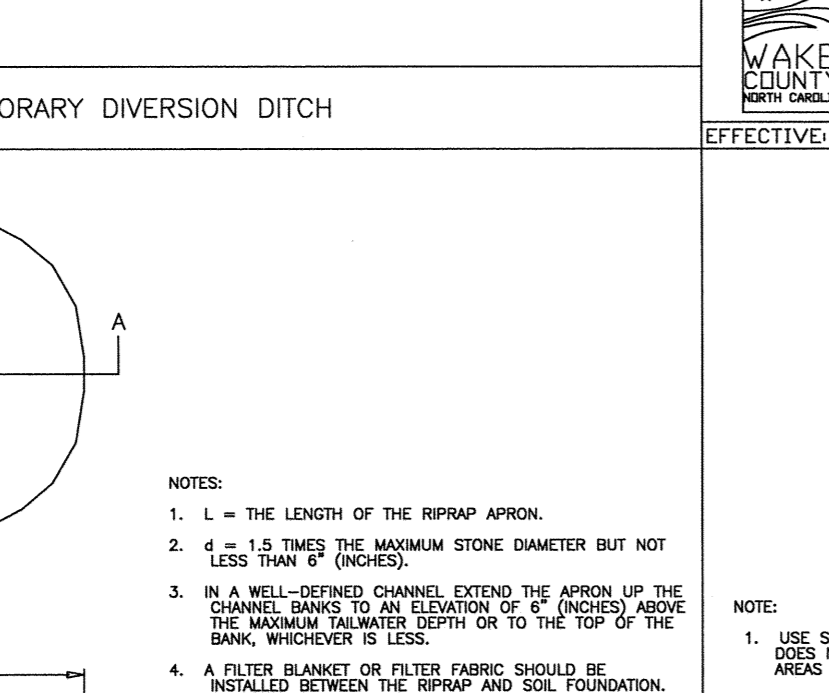 WAKE
COUNTY
NORTH CAROL
ORARY DIVERSION DITCH
EFFECTIVE:
A
NOTES:
1. L = THE LENGTH OF THE RIPRAP APRON.
2. d = 1.5 TIMES THE MAXIMUM STONE DIAMETER BUT NOT
LESS THAN 6" (INCHES).
3. IN A WELL-DEFINED CHANNEL EXTEND THE APRON UP THE
CHANNEL BANKS TO AN ELEVATION OF 6" (INCHES) ABOVE
THE MAXIMUM TAILWATER DEPTH OR TO THE TOP OF THE
BANK, WHICHEVER IS LESS.
4. A FILTER BLANKET OR FILTER FABRIC SHOULD BE
INSTALLED BETWEEN THE RIPRAP AND SOIL FOUNDATION.
NOTE:
1. USE S
DOES
AREAS